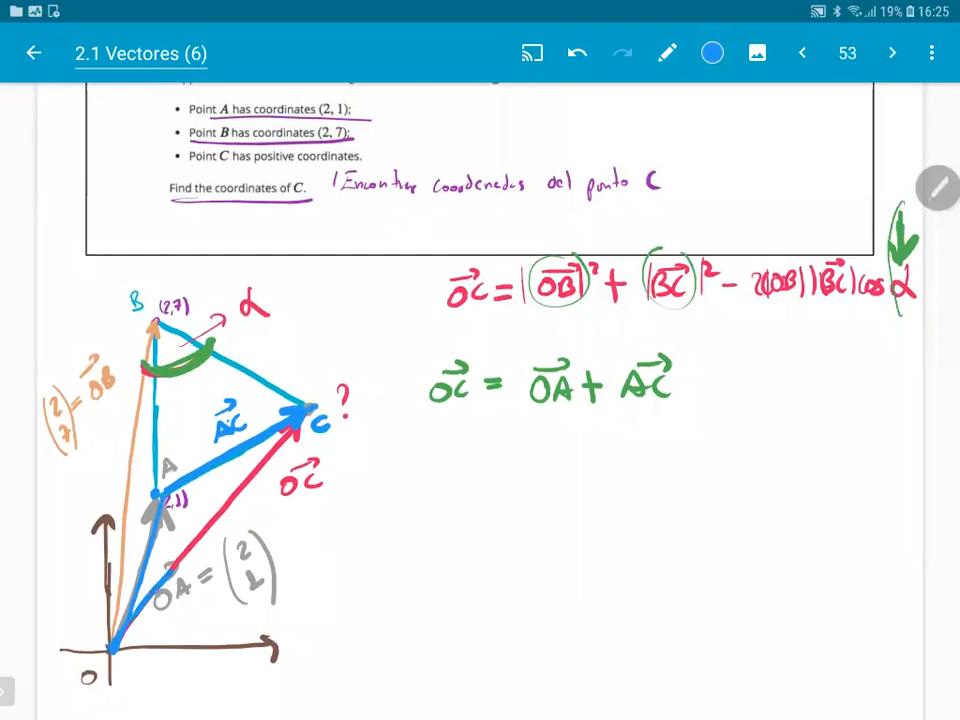 19% 16:25
2.1 Vectores (6)
53
• Point A has coordinates (2, 1);
• Point B has coordinates (2, 7);
• Point C has positive coordinates.
Find the coordinates of C.
Encontrar coordenadas del punto C
OC = |OB|² + |BC|² - 2|OB||BC|cos α
OC = OA + AC
B (2,7)
α
(2 7) = OB
AC
?
C
A
(2,1)
OC
OA = (2 1)
O